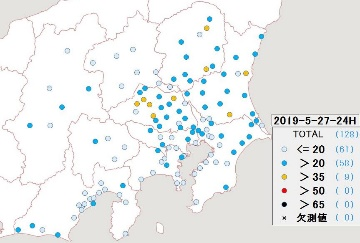 2019-5-27-24H
TOTAL (128)
<= 20 (61)
> 20 (58)
> 35 (9)
> 50 (0)
> 65 (0)
× 欠測値 (0)